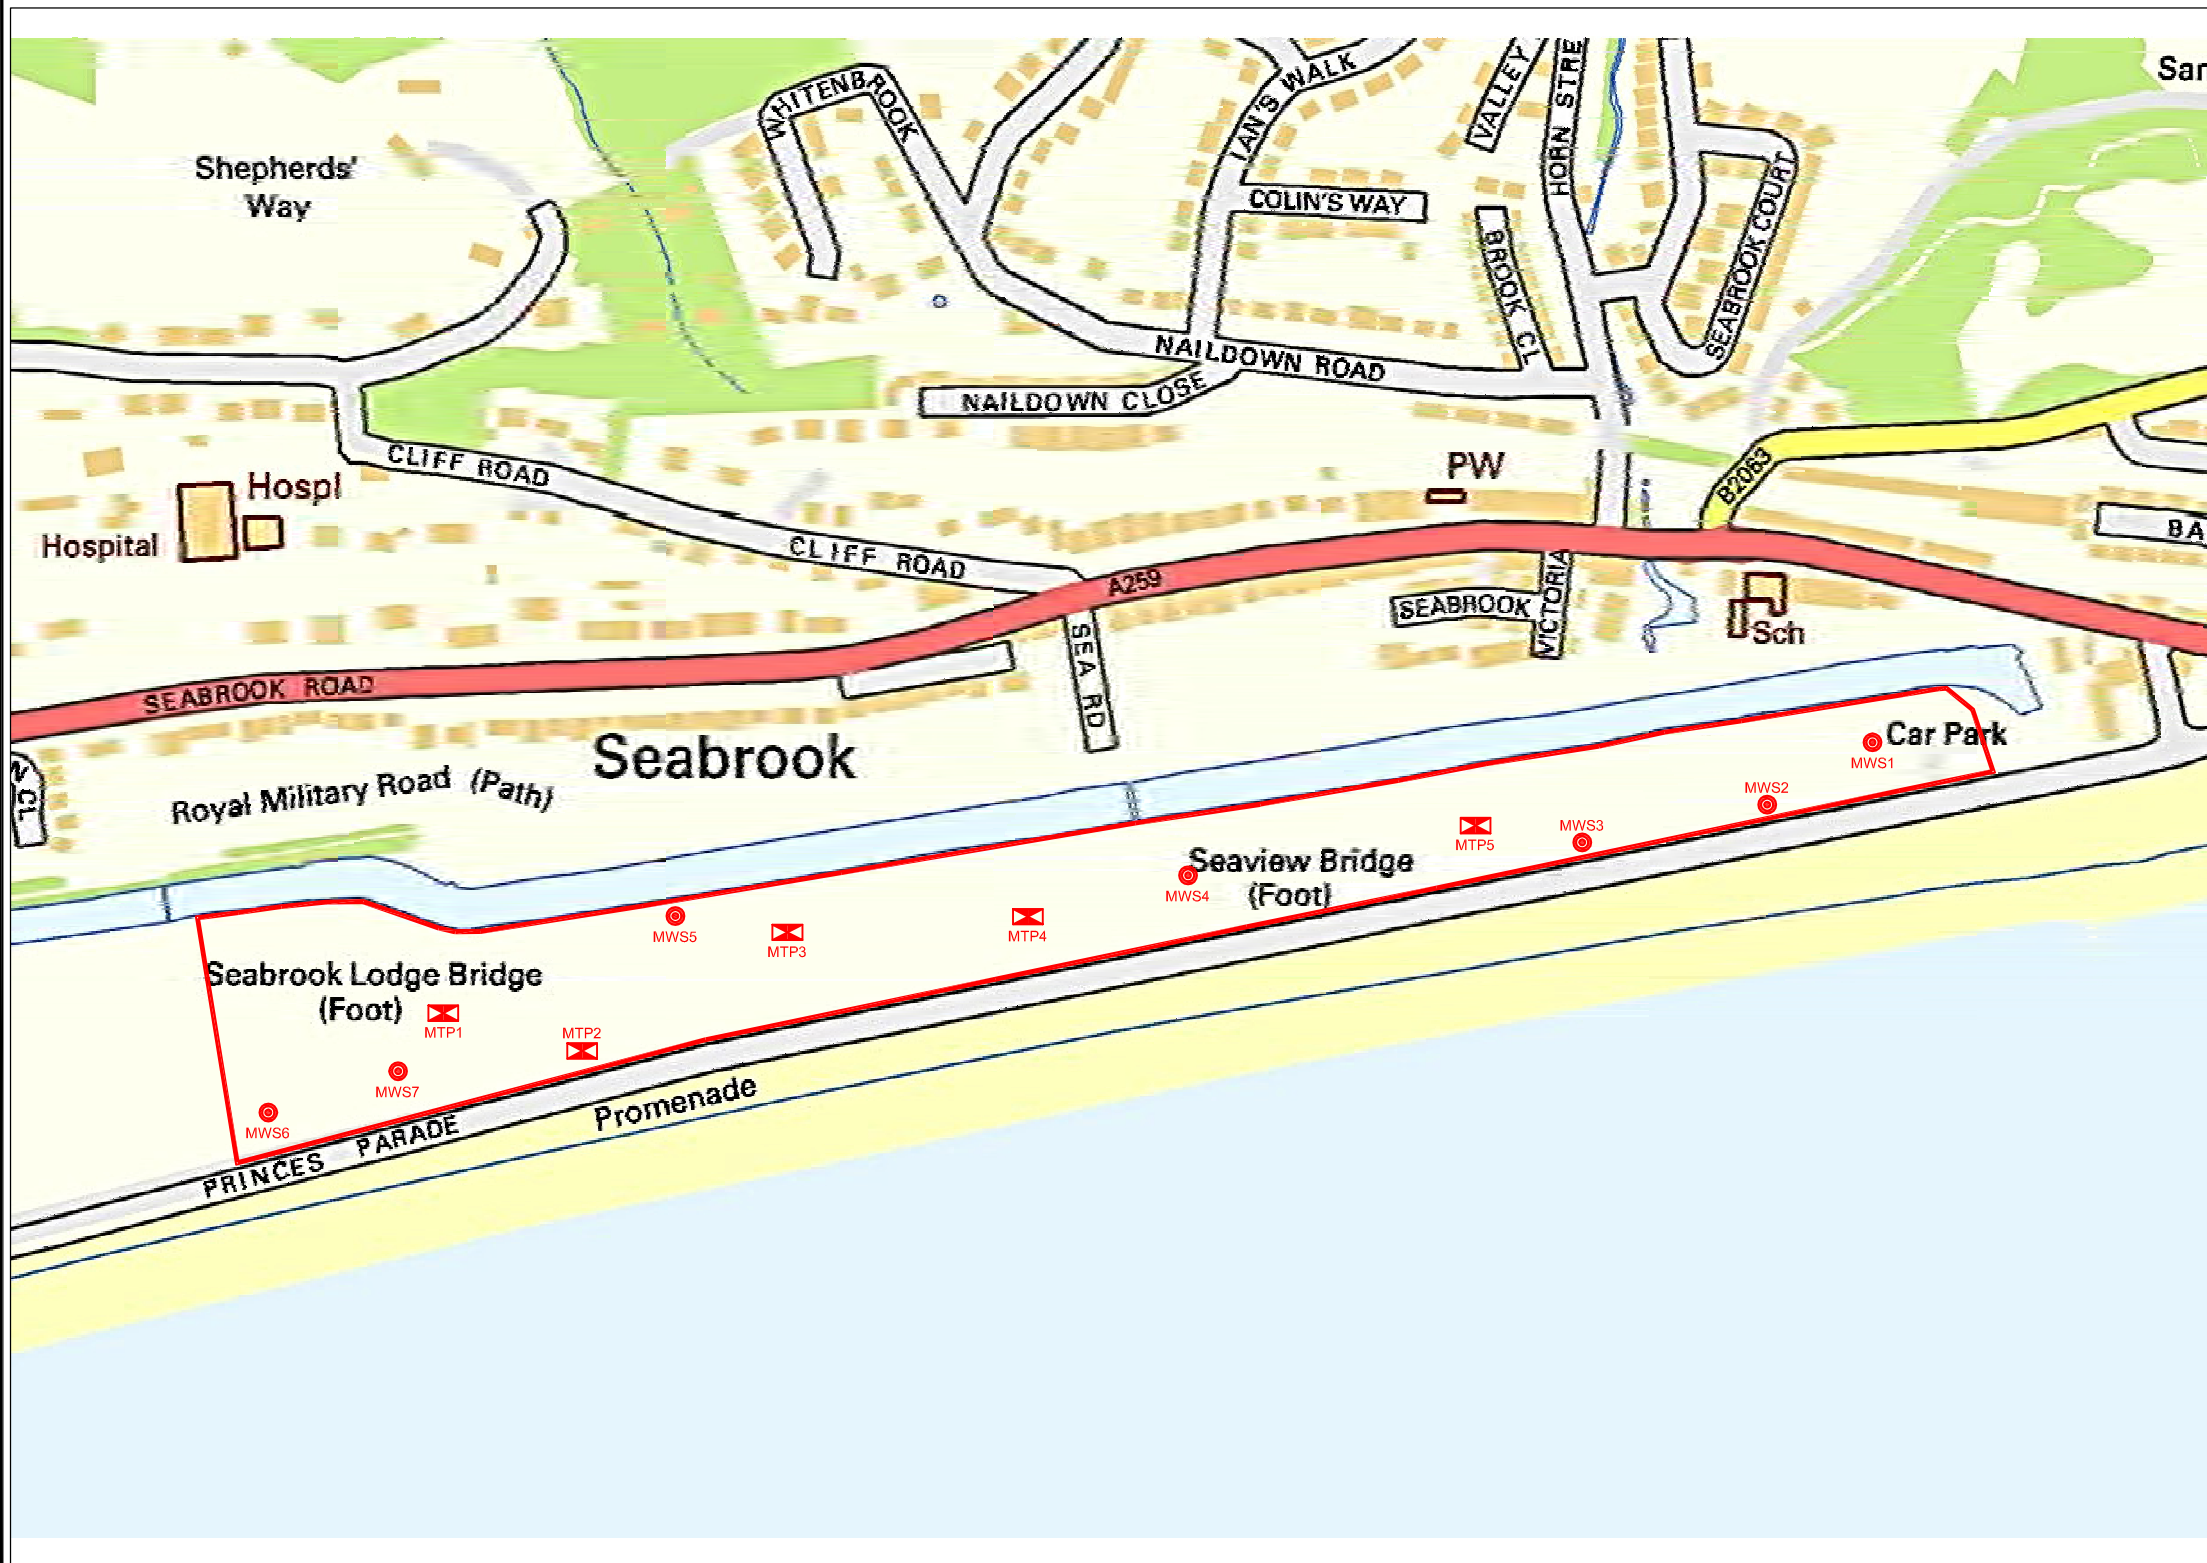 Sar
WHITENBROOK
IAN'S WALK
VALLEY
HORN STRE
Shepherds'
Way
COLIN'S WAY
BROOK CL
SEABROOK COURT
NAILDOWN ROAD
NAILDOWN CLOSE
CLIFF ROAD
PW
B2063
Hospl
Hospital
BA
CLIFF ROAD
A259
SEABROOK
VICTORIA
Sch
SEA RD
SEABROOK ROAD
Seabrook
Car Park
MWS1
N CL
Royal Military Road (Path)
MWS2
MWS3
MTP5
Seaview Bridge
(Foot)
MWS4
MWS5
MTP3
MTP4
Seabrook Lodge Bridge
(Foot)
MTP1
MTP2
MWS7
MWS6
Promenade
PRINCES PARADE